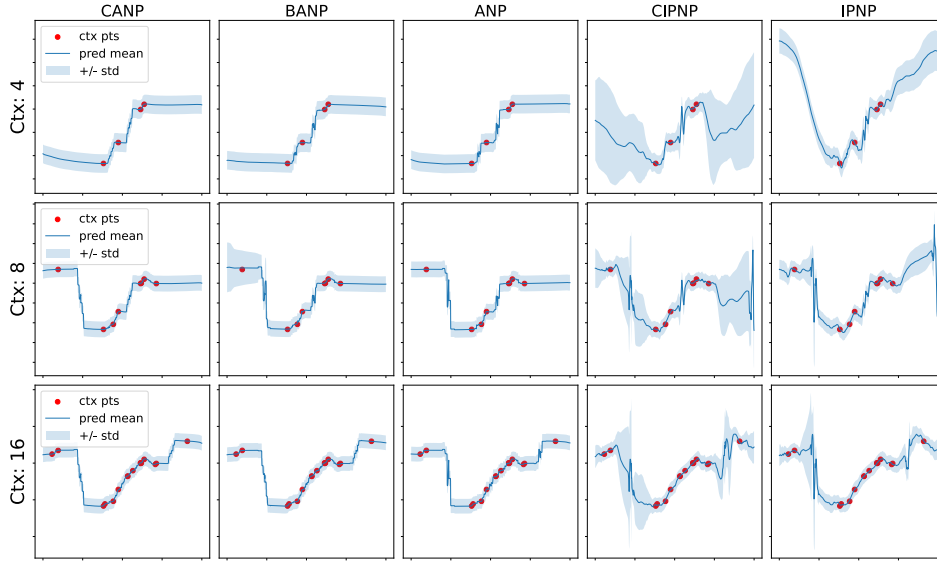 CANP BANP ANP CIPNP IPNP
Ctx: 4
ctx pts
pred mean
+/- std
Ctx: 8
ctx pts
pred mean
+/- std
Ctx: 16
ctx pts
pred mean
+/- std